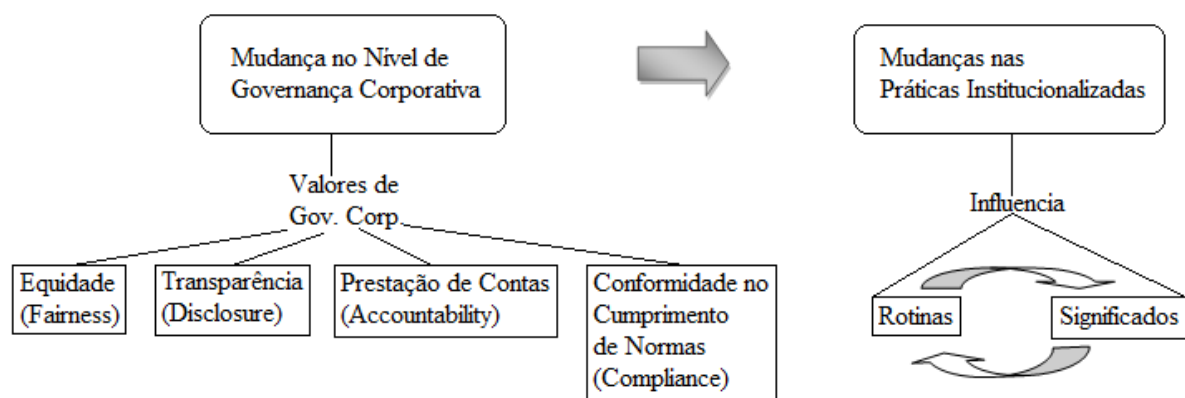 Mudança no Nível de
Governança Corporativa
Mudanças nas
Práticas Institucionalizadas
Valores de
Gov. Corp.
Influencia
Equidade
(Fairness)
Transparência
(Disclosure)
Prestação de Contas
(Accountability)
Conformidade no
Cumprimento
de Normas
(Compliance)
Rotinas
Significados